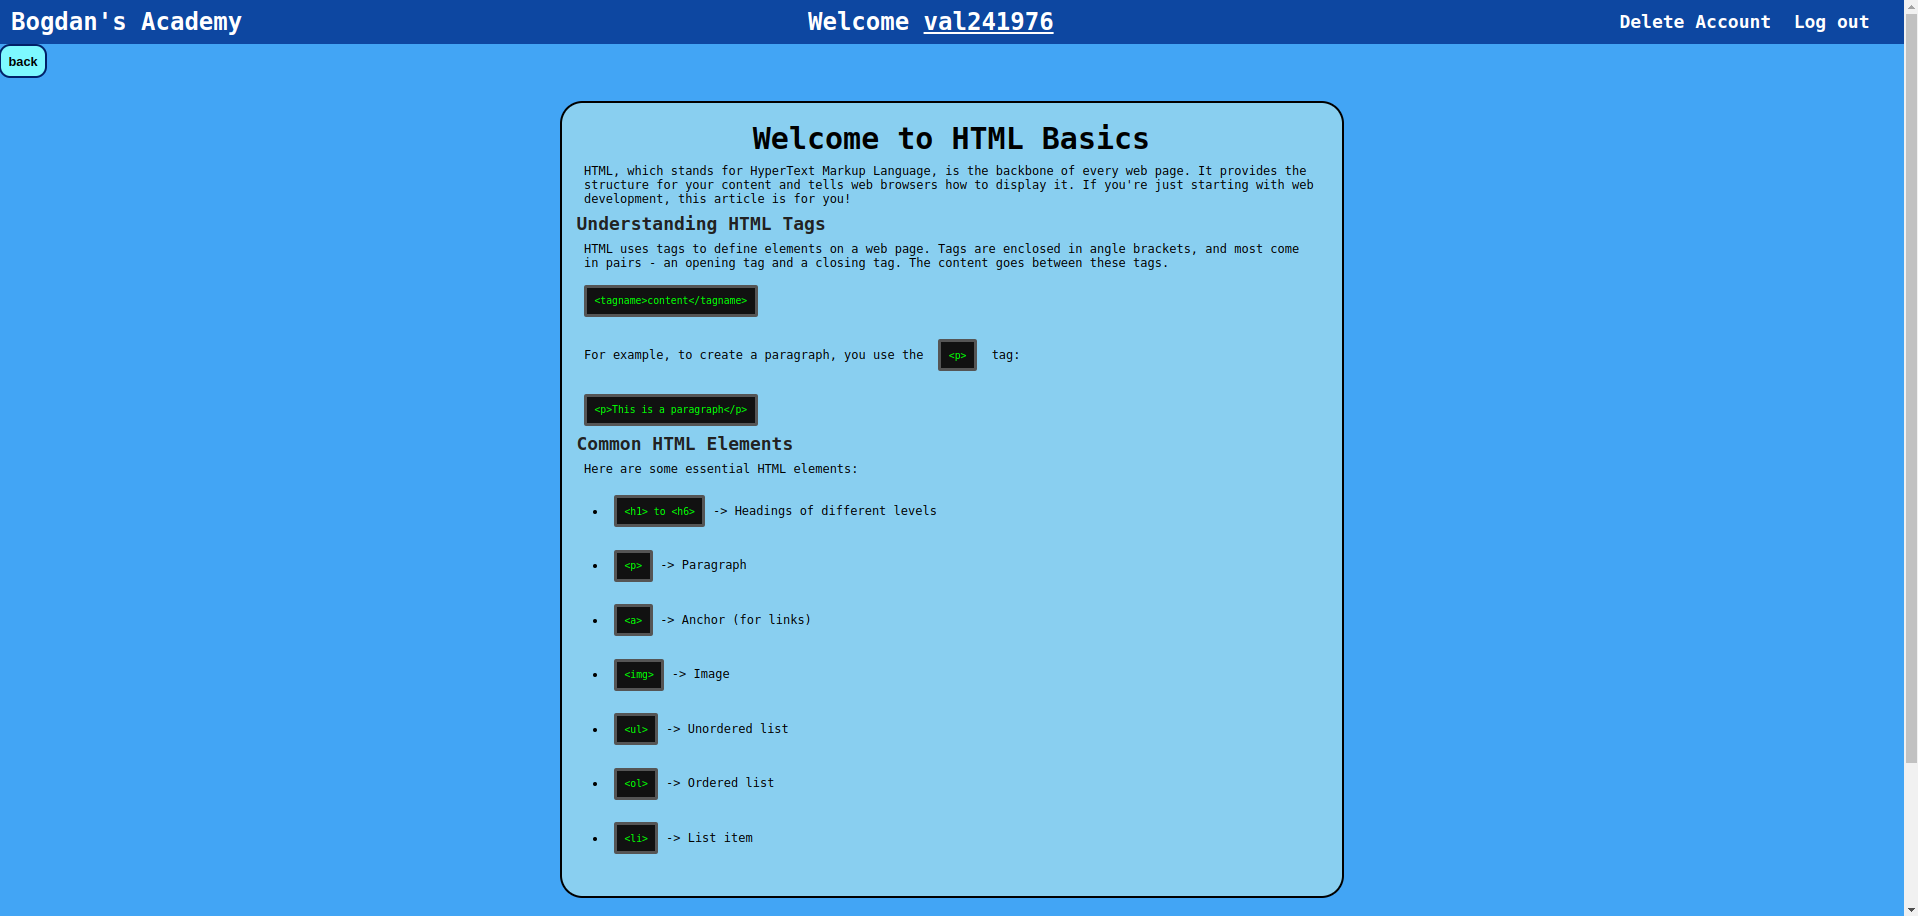 Bogdan's Academy
Welcome val241976
Delete Account
Log out
back
Welcome to HTML Basics
HTML, which stands for HyperText Markup Language, is the backbone of every web page. It provides the
structure for your content and tells web browsers how to display it. If you're just starting with web
development, this article is for you!
Understanding HTML Tags
HTML uses tags to define elements on a web page. Tags are enclosed in angle brackets, and most come
in pairs - an opening tag and a closing tag. The content goes between these tags.
<tagname>content</tagname>
For example, to create a paragraph, you use the <p> tag:
<p>This is a paragraph</p>
Common HTML Elements
Here are some essential HTML elements:
• <h1> to <h6> -> Headings of different levels
• <p> -> Paragraph
• <a> -> Anchor (for links)
• <img> -> Image
• <ul> -> Unordered list
• <ol> -> Ordered list
• <li> -> List item